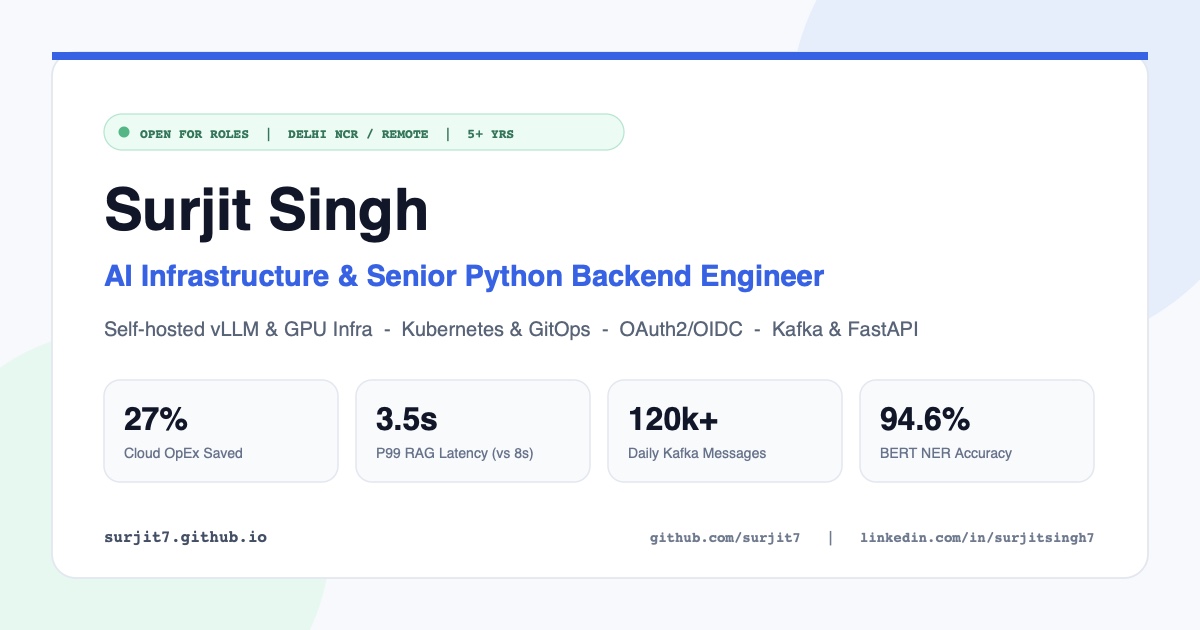 OPEN FOR ROLES | DELHI NCR / REMOTE | 5+ YRS
Surjit Singh
AI Infrastructure & Senior Python Backend Engineer
Self-hosted vLLM & GPU Infra - Kubernetes & GitOps - OAuth2/OIDC - Kafka & FastAPI
27%
Cloud OpEx Saved
3.5s
P99 RAG Latency (vs 8s)
120k+
Daily Kafka Messages
94.6%
BERT NER Accuracy
surjit7.github.io
github.com/surjit7 | linkedin.com/in/surjitsingh7